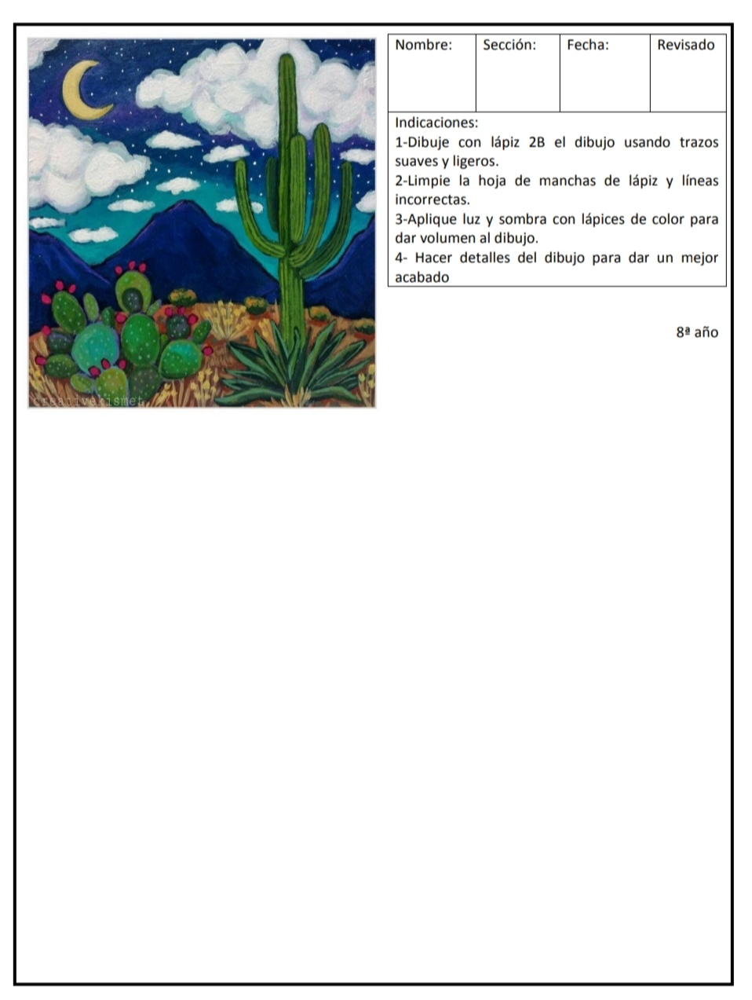 Nombre:
Sección:
Fecha:
Revisado
Indicaciones:
1-Dibuje con lápiz 2B el dibujo usando trazos
suaves y ligeros.
2-Limpie la hoja de manchas de lápiz y líneas
incorrectas.
3-Aplique luz y sombra con lápices de color para
dar volumen al dibujo.
4- Hacer detalles del dibujo para dar un mejor
acabado
8ª año
creativekismet